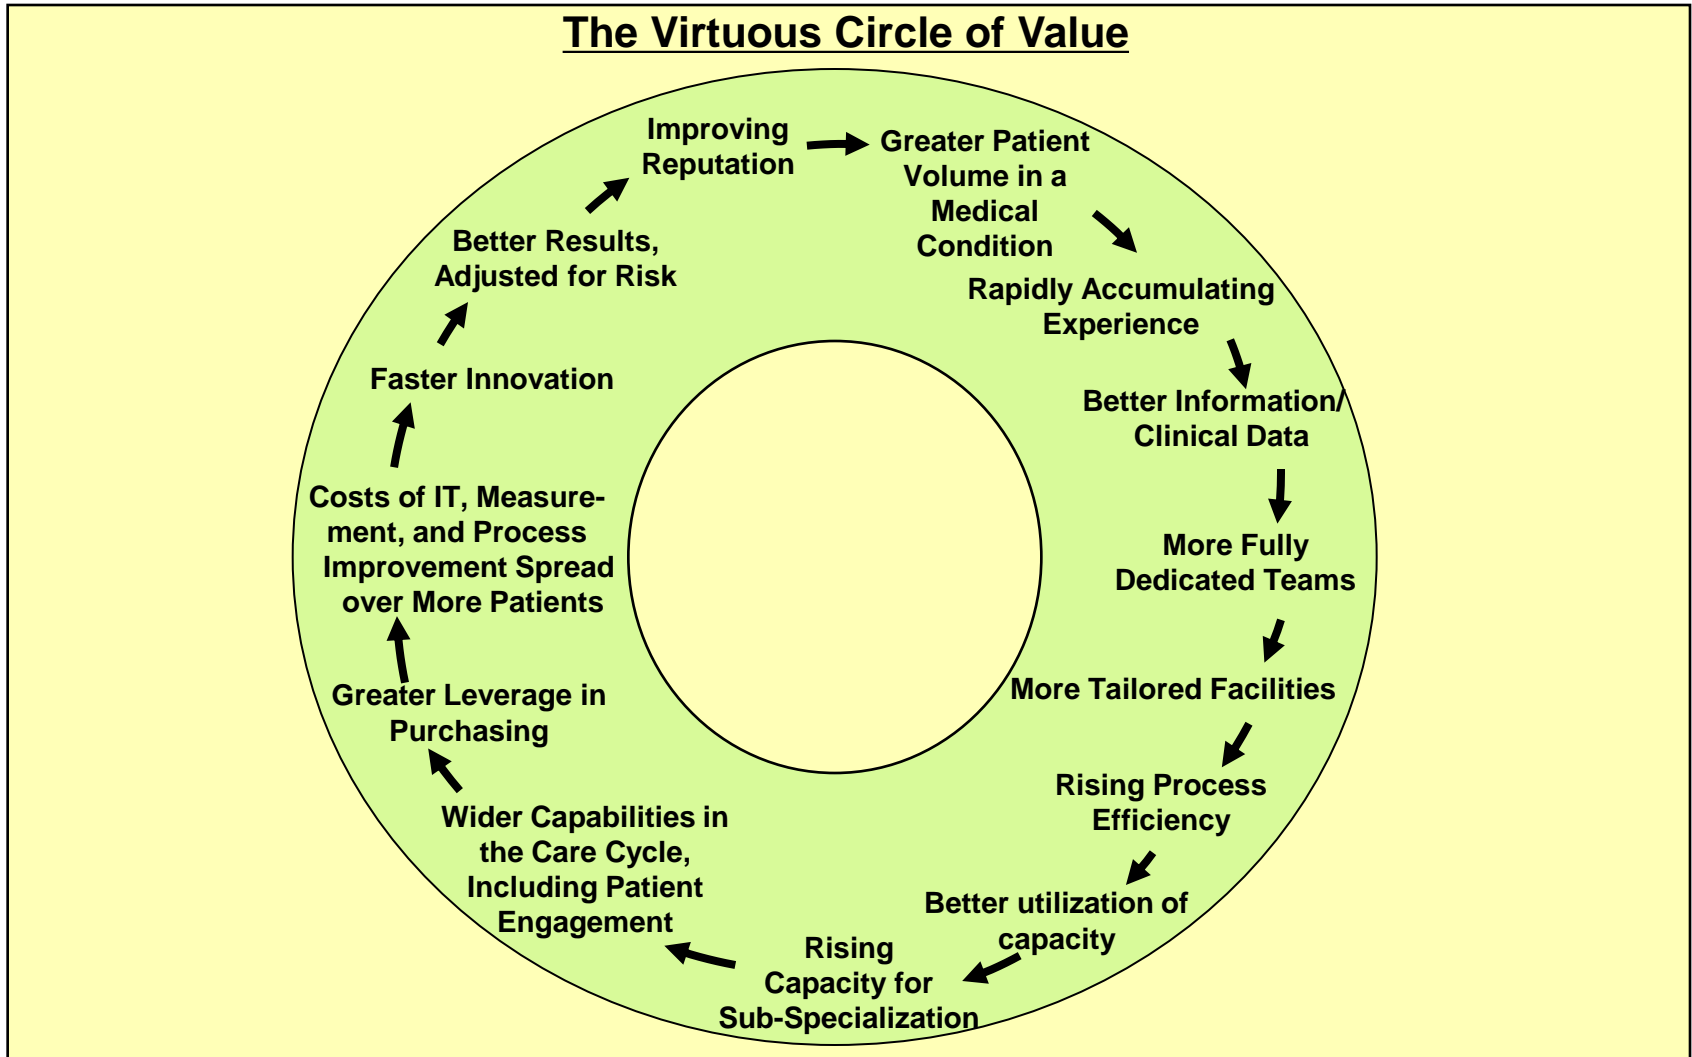 The Virtuous Circle of Value
Improving
Reputation
Greater Patient
Volume in a
Medical
Condition
Rapidly Accumulating
Experience
Better Information/
Clinical Data
More Fully
Dedicated Teams
More Tailored Facilities
Rising Process
Efficiency
Better utilization of
capacity
Rising
Capacity for
Sub-Specialization
Wider Capabilities in
the Care Cycle,
Including Patient
Engagement
Greater Leverage in
Purchasing
Costs of IT, Measure-
ment, and Process
Improvement Spread
over More Patients
Faster Innovation
Better Results,
Adjusted for Risk